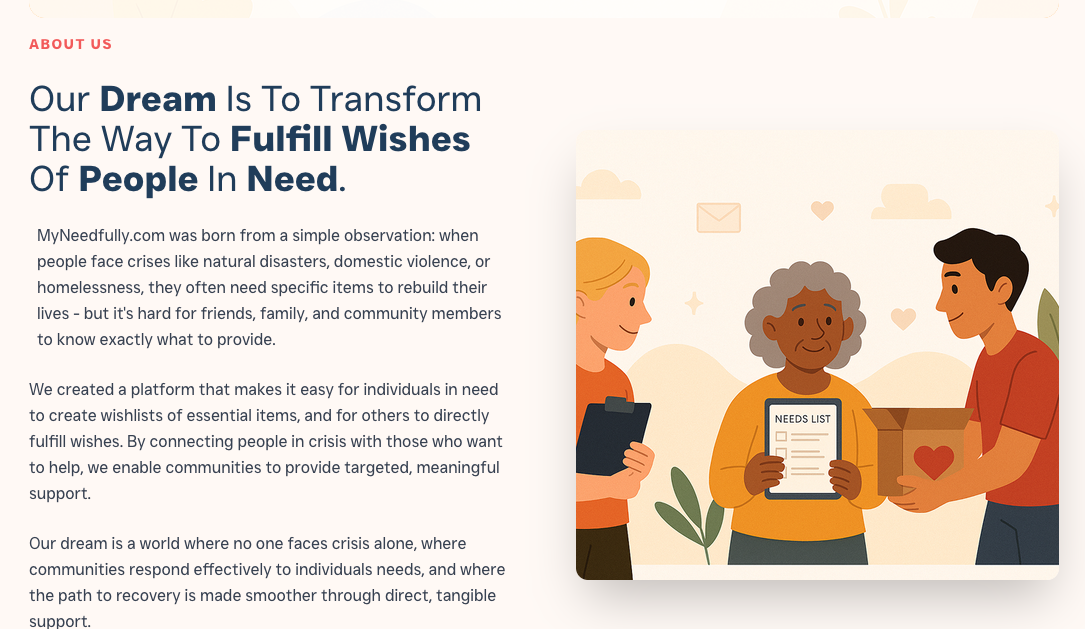 ABOUT US
Our Dream Is To Transform
The Way To Fulfill Wishes
Of People In Need.
MyNeedfully.com was born from a simple observation: when
people face crises like natural disasters, domestic violence, or
homelessness, they often need specific items to rebuild their
lives - but it's hard for friends, family, and community members
to know exactly what to provide.
We created a platform that makes it easy for individuals in need
to create wishlists of essential items, and for others to directly
fulfill wishes. By connecting people in crisis with those who want
to help, we enable communities to provide targeted, meaningful
support.
Our dream is a world where no one faces crisis alone, where
communities respond effectively to individuals needs, and where
the path to recovery is made smoother through direct, tangible
support.
NEEDS LIST